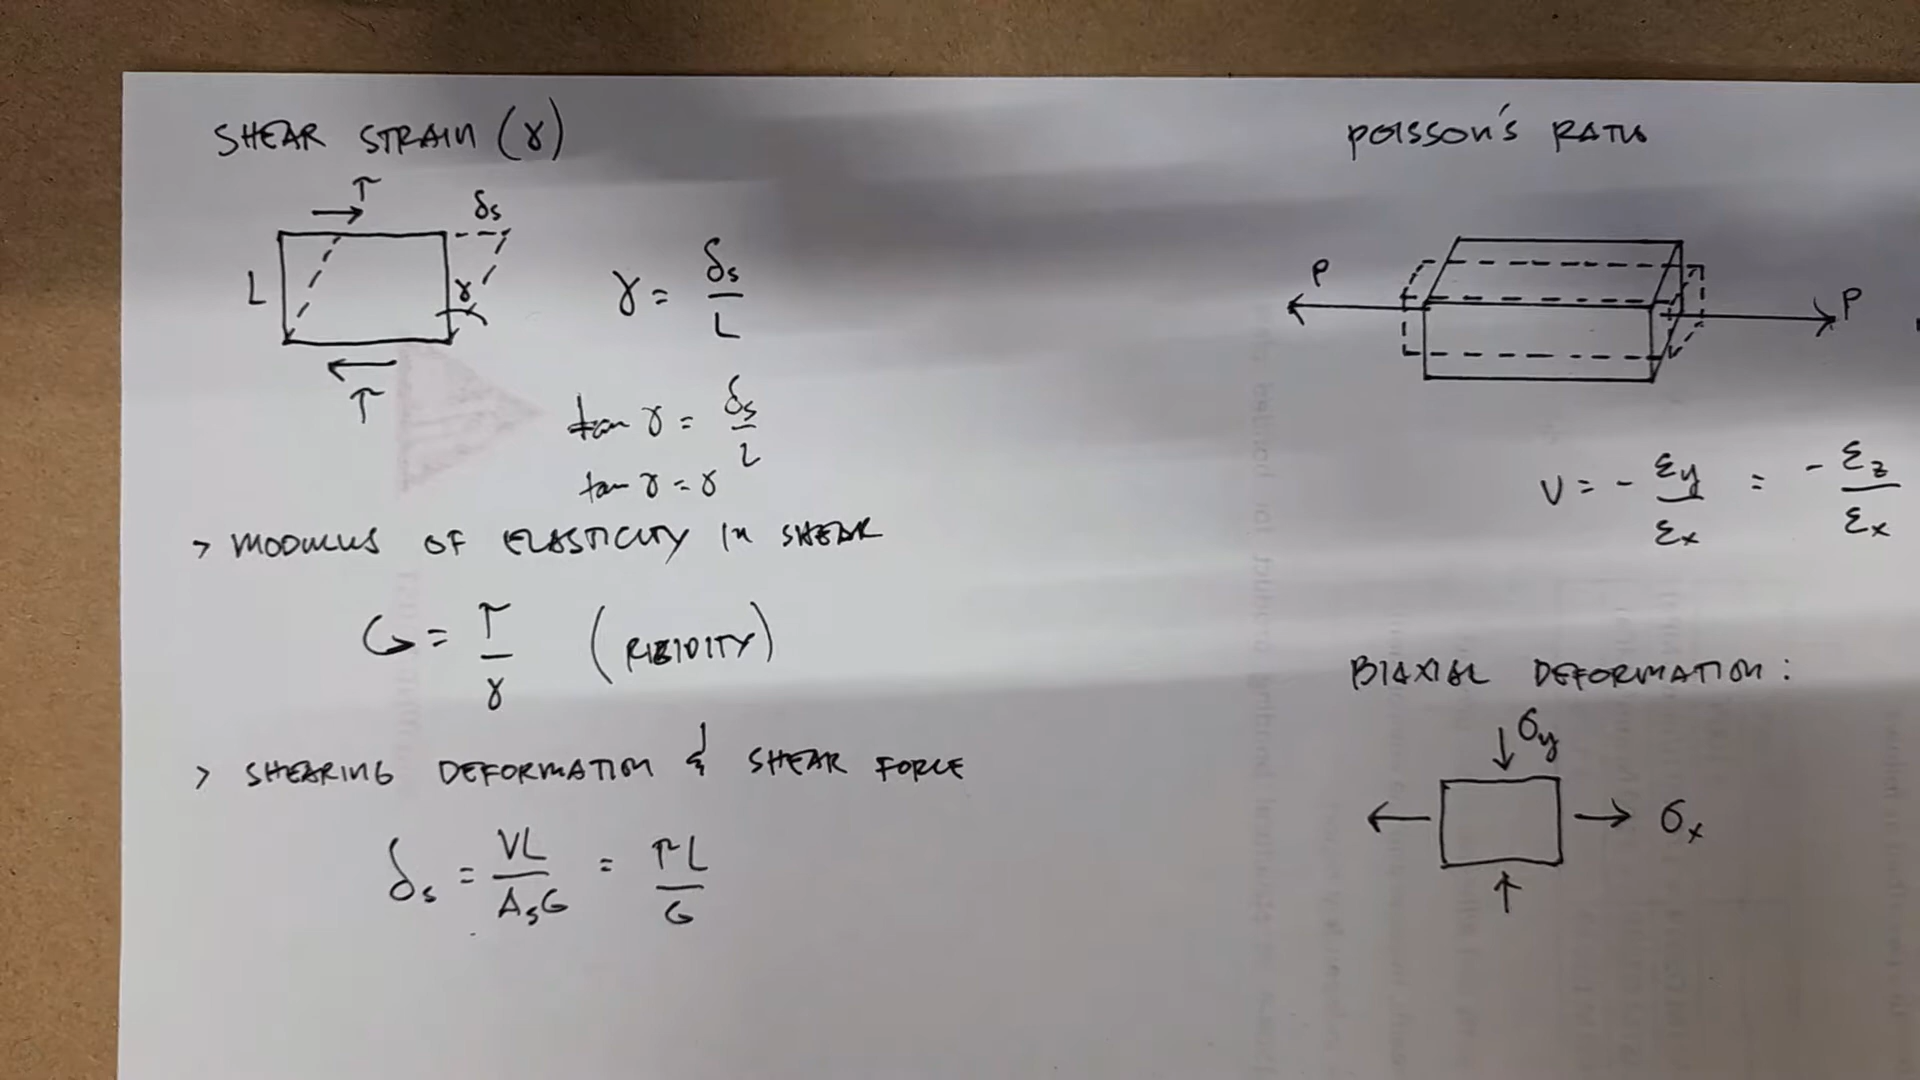 SHEAR STRAIN (γ)
τ
δs
L
γ
τ
γ = δs / L
tan γ = δs / L
tan γ = γ
> MODULUS OF ELASTICITY IN SHEAR
G = τ / γ (RIGIDITY)
> SHEARING DEFORMATION & SHEAR FORCE
δs = VL / AsG = τL / G
POISSON'S RATIO
P
P
ν = - εy / εx = - εz / εx
BIAXIAL DEFORMATION:
σy
σx